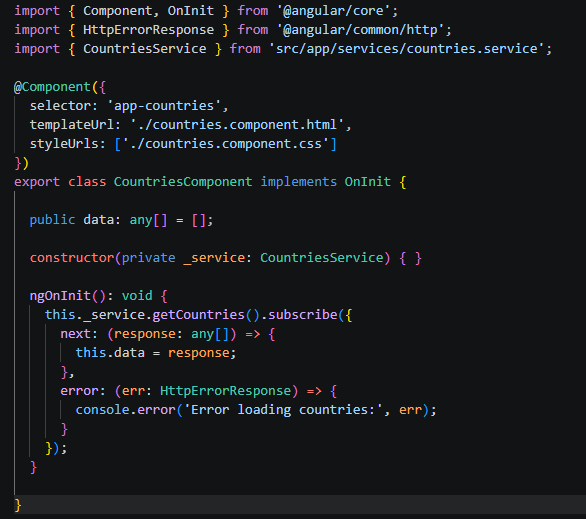 import { Component, OnInit } from '@angular/core';
import { HttpErrorResponse } from '@angular/common/http';
import { CountriesService } from 'src/app/services/countries.service';

@Component({
  selector: 'app-countries',
  templateUrl: './countries.component.html',
  styleUrls: ['./countries.component.css']
})
export class CountriesComponent implements OnInit {

  public data: any[] = [];

  constructor(private _service: CountriesService) { }

  ngOnInit(): void {
    this._service.getCountries().subscribe({
      next: (response: any[]) => {
        this.data = response;
      },
      error: (err: HttpErrorResponse) => {
        console.error('Error loading countries:', err);
      }
    });
  }

}